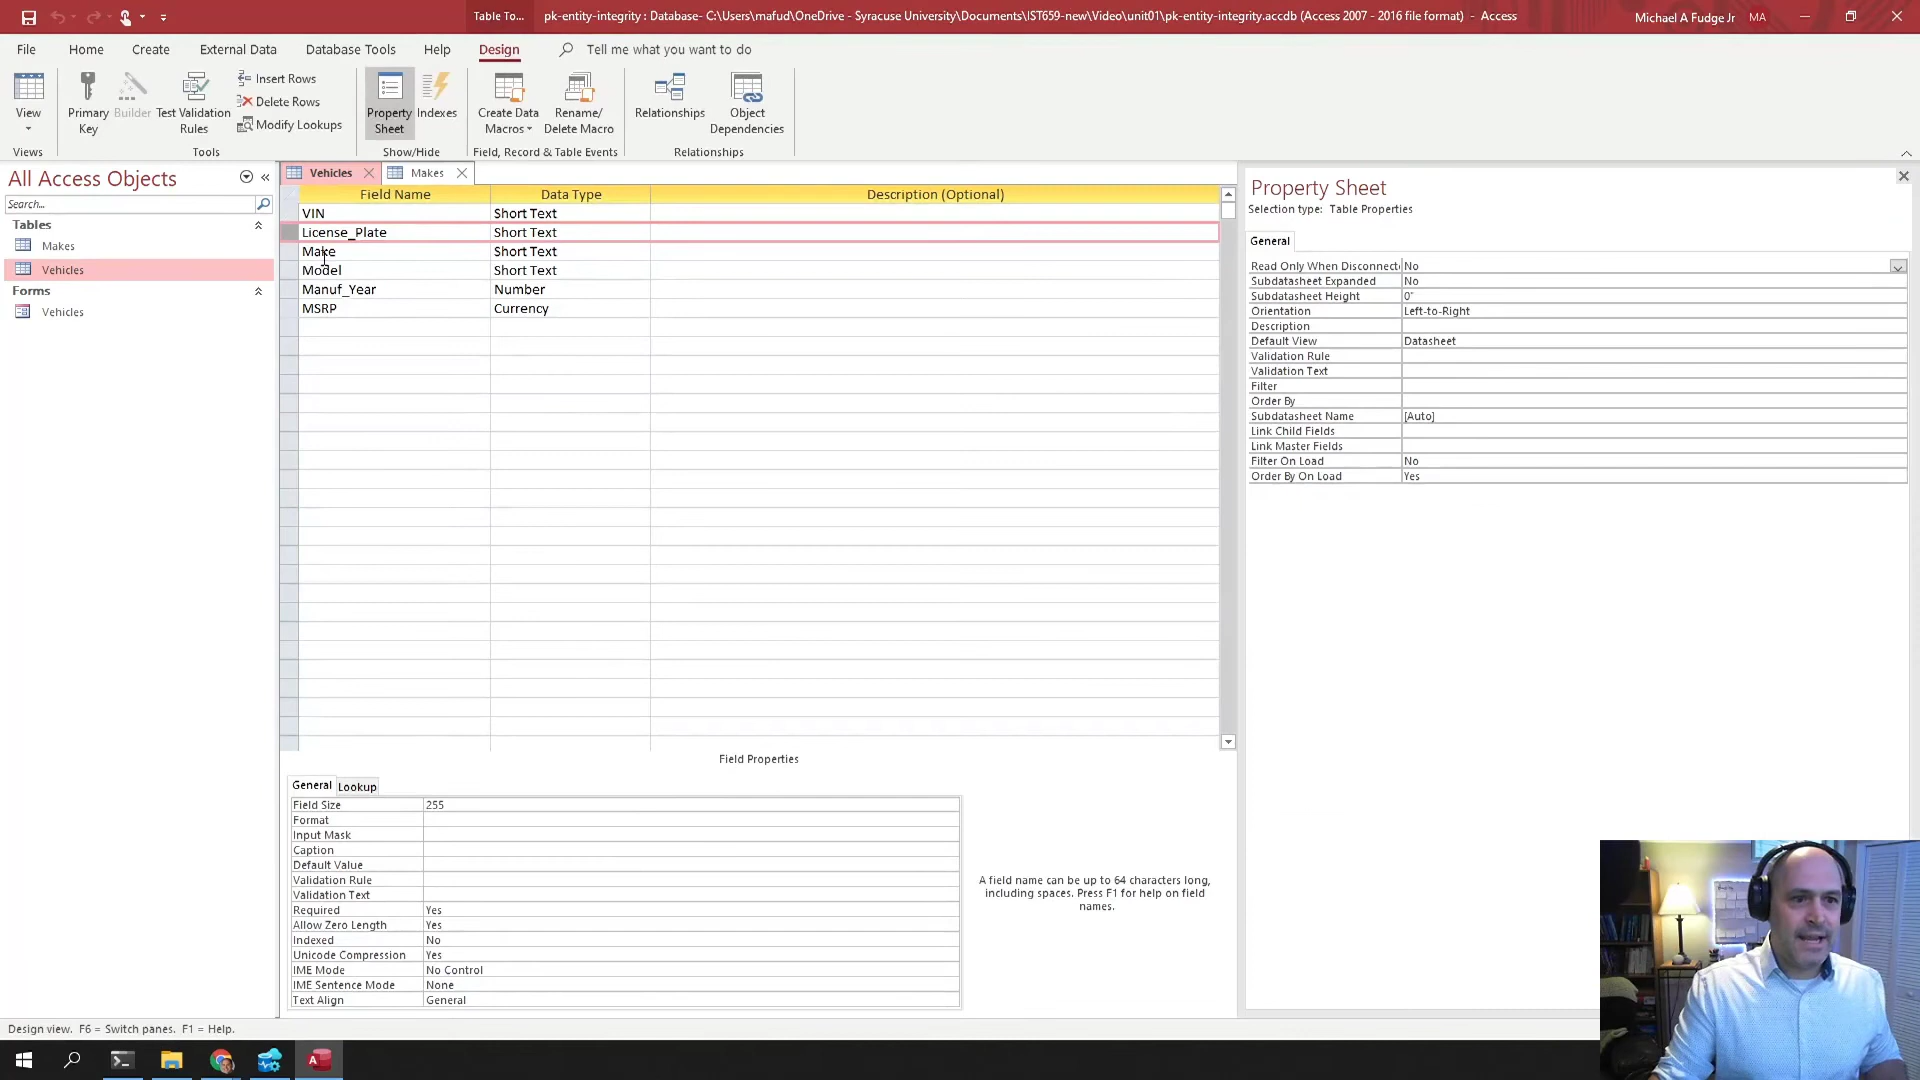 Table To...
pk-entity-integrity : Database- C:\Users\mafud\OneDrive - Syracuse University\Documents\IST659-new\Video\unit01\pk-entity-integrity.accdb (Access 2007 - 2016 file format) - Access
Michael A Fudge Jr MA
File Home Create External Data Database Tools Help Design Tell me what you want to do
View
Primary Key
Builder
Test Validation Rules
Insert Rows
Delete Rows
Modify Lookups
Property Sheet
Indexes
Create Data Macros
Rename/ Delete Macro
Relationships
Object Dependencies
Views Tools Show/Hide Field, Record & Table Events Relationships
All Access Objects
Search...
Tables
Makes
Vehicles
Forms
Vehicles
Vehicles Makes
Field Name Data Type Description (Optional)
VIN Short Text
License_Plate Short Text
Make Short Text
Model Short Text
Manuf_Year Number
MSRP Currency
Field Properties
General Lookup
Field Size 255
Format
Input Mask
Caption
Default Value
Validation Rule
Validation Text
Required Yes
Allow Zero Length Yes
Indexed No
Unicode Compression Yes
IME Mode No Control
IME Sentence Mode None
Text Align General
A field name can be up to 64 characters long,
including spaces. Press F1 for help on field
names.
Property Sheet
Selection type: Table Properties
General
Read Only When Disconnect No
Subdatasheet Expanded No
Subdatasheet Height 0"
Orientation Left-to-Right
Description
Default View Datasheet
Validation Rule
Validation Text
Filter
Order By
Subdatasheet Name [Auto]
Link Child Fields
Link Master Fields
Filter On Load No
Order By On Load Yes
Design view. F6 = Switch panes. F1 = Help.